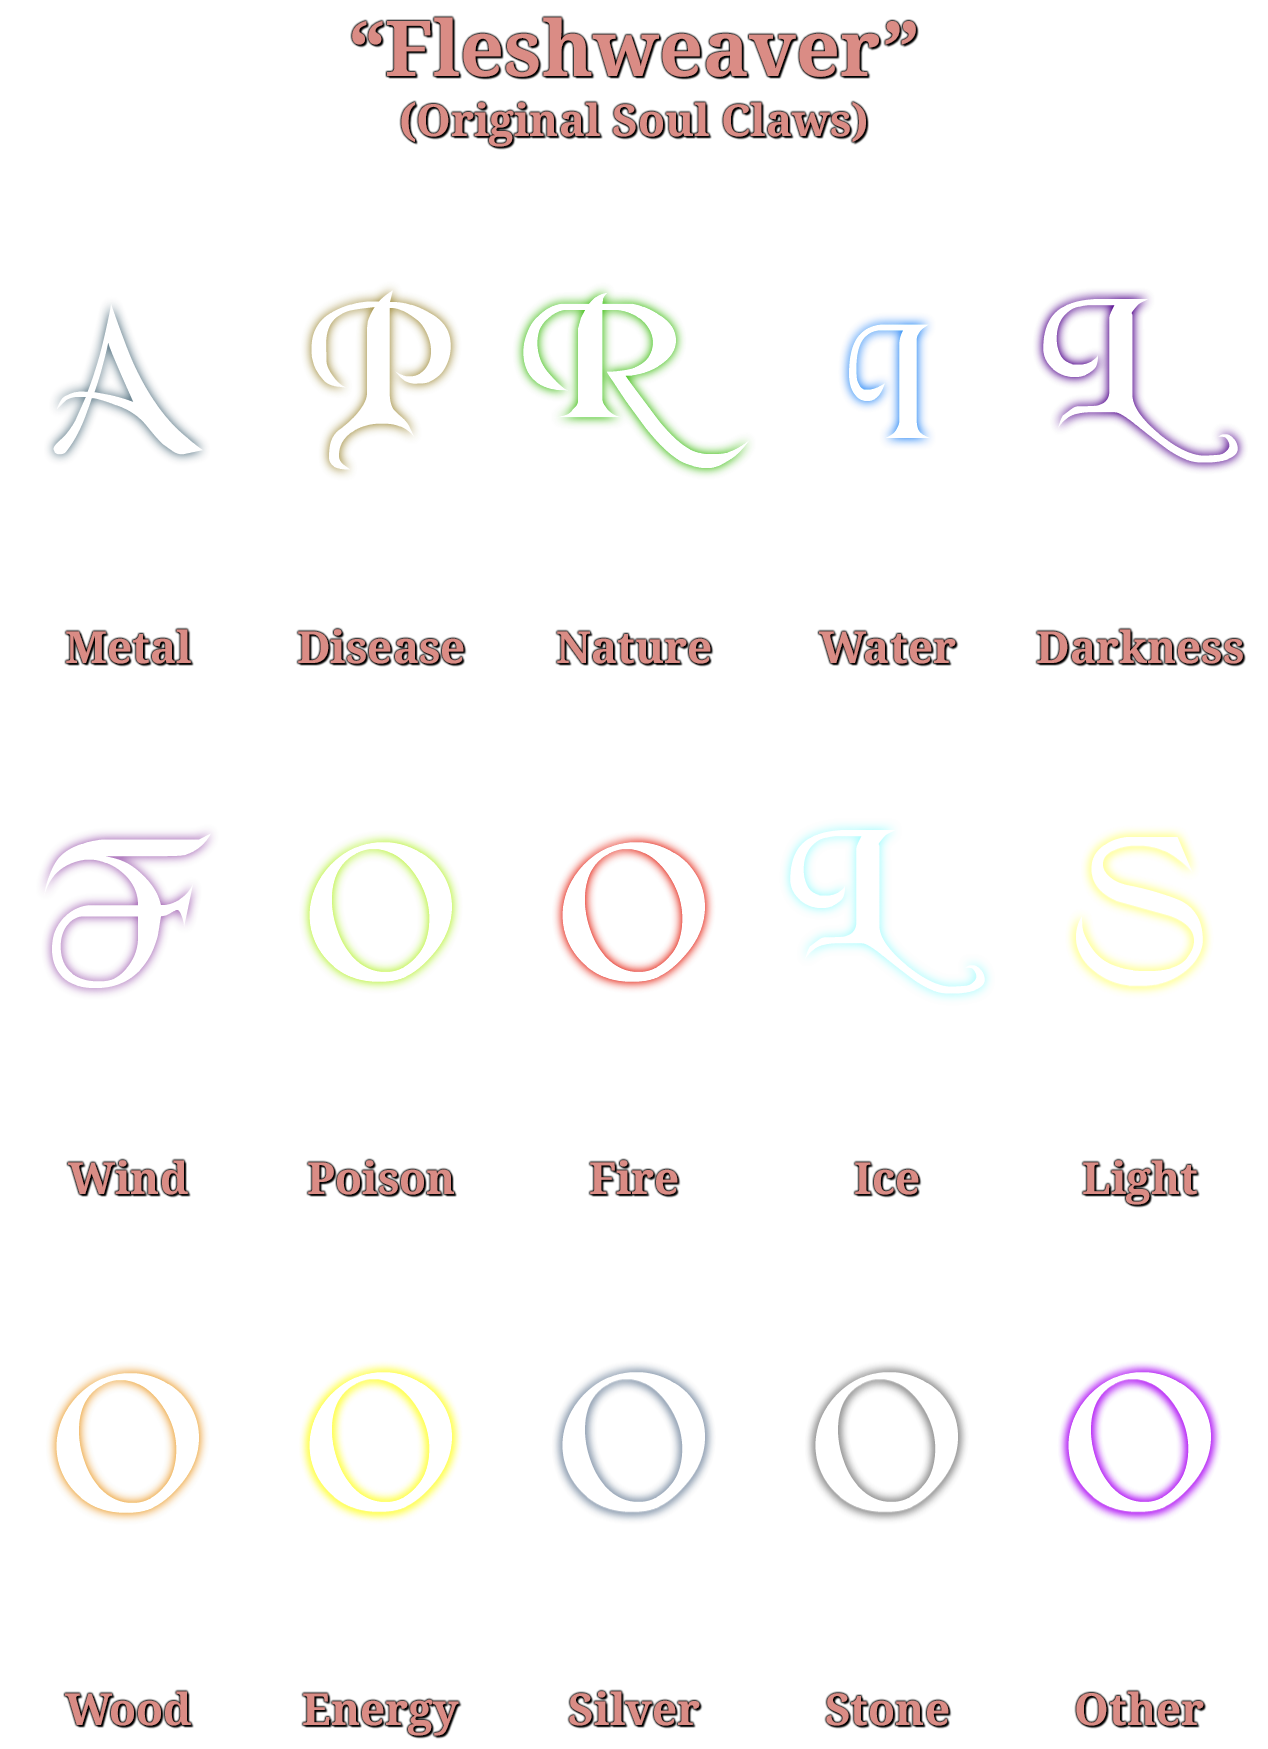 “Fleshweaver”
(Original Soul Claws)
A P R I L
Metal Disease Nature Water Darkness
F O O L S
Wind Poison Fire Ice Light
O O O O O
Wood Energy Silver Stone Other